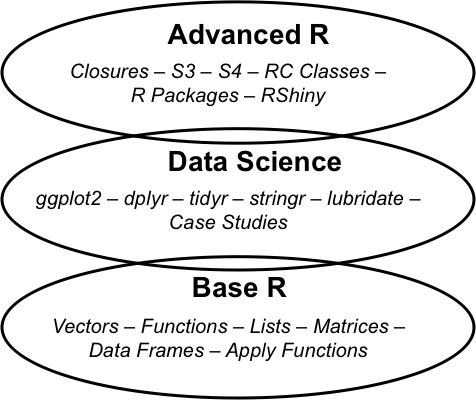 Advanced R
Closures – S3 – S4 – RC Classes –
R Packages – RShiny
Data Science
ggplot2 – dplyr – tidyr – stringr – lubridate –
Case Studies
Base R
Vectors – Functions – Lists – Matrices –
Data Frames – Apply Functions